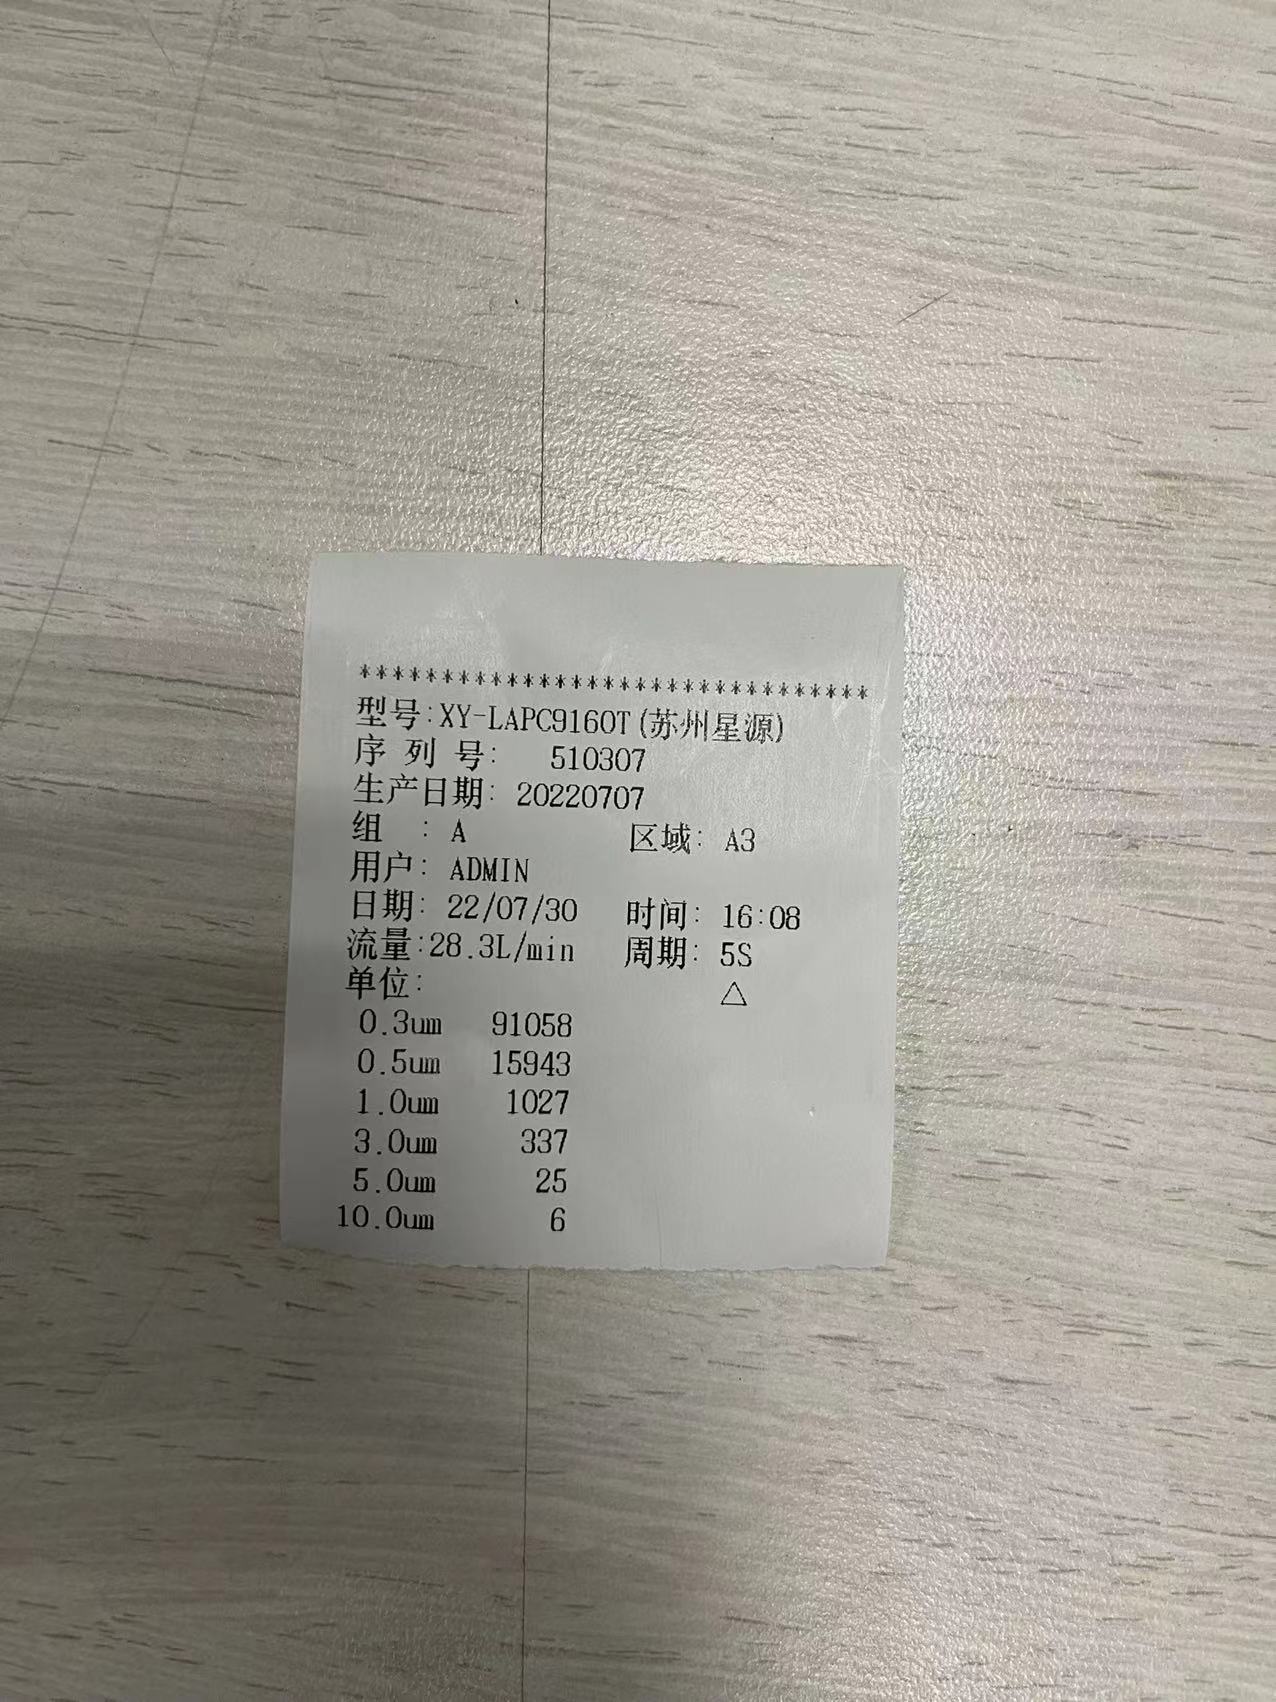 ********************************
型号:XY-LAPC9160T(苏州星源)
序 列 号: 510307
生产日期: 20220707
组 : A 区域: A3
用户: ADMIN
日期: 22/07/30 时间: 16:08
流量:28.3L/min 周期: 5S
单位: △
0.3um 91058
0.5um 15943
1.0um 1027
3.0um 337
5.0um 25
10.0um 6